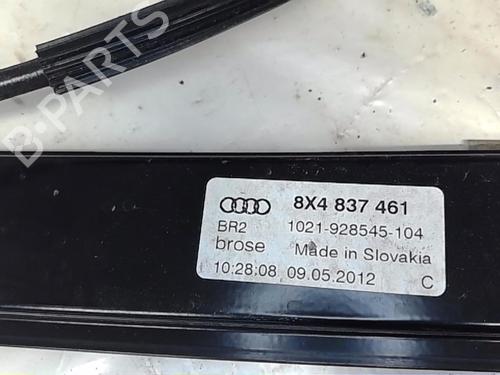 B-PARTS
8X4 837 461
BR2 1021-928545-104
brose Made in Slovakia
10:28:08 09.05.2012 C